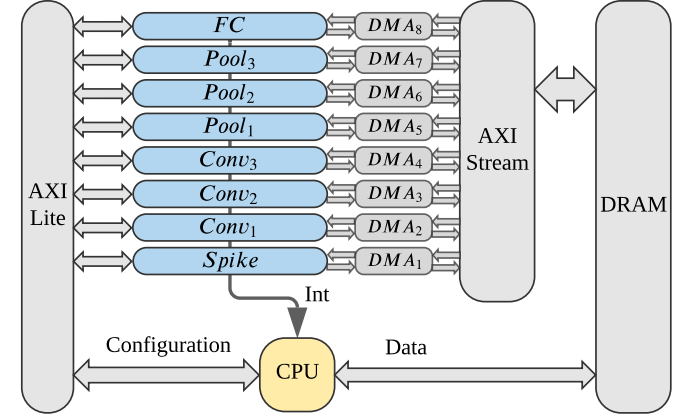 FC
DMA₈
Pool₃
DMA₇
Pool₂
DMA₆
Pool₁
DMA₅
AXI
Stream
Conv₃
DMA₄
AXI
Lite
Conv₂
DMA₃
DRAM
Conv₁
DMA₂
Spike
DMA₁
Int
Configuration
CPU
Data